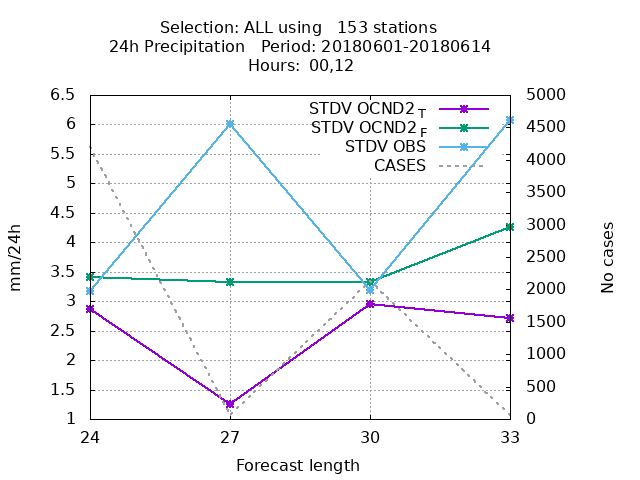 Selection: ALL using   153 stations
24h Precipitation   Period: 20180601-20180614
Hours:  00,12
6.5
6
5.5
5
4.5
4
3.5
3
2.5
2
1.5
1
mm/24h
STDV OCND2 T
STDV OCND2 F
STDV OBS
CASES
5000
4500
4000
3500
3000
2500
2000
1500
1000
500
0
No cases
24 27 30 33
Forecast length